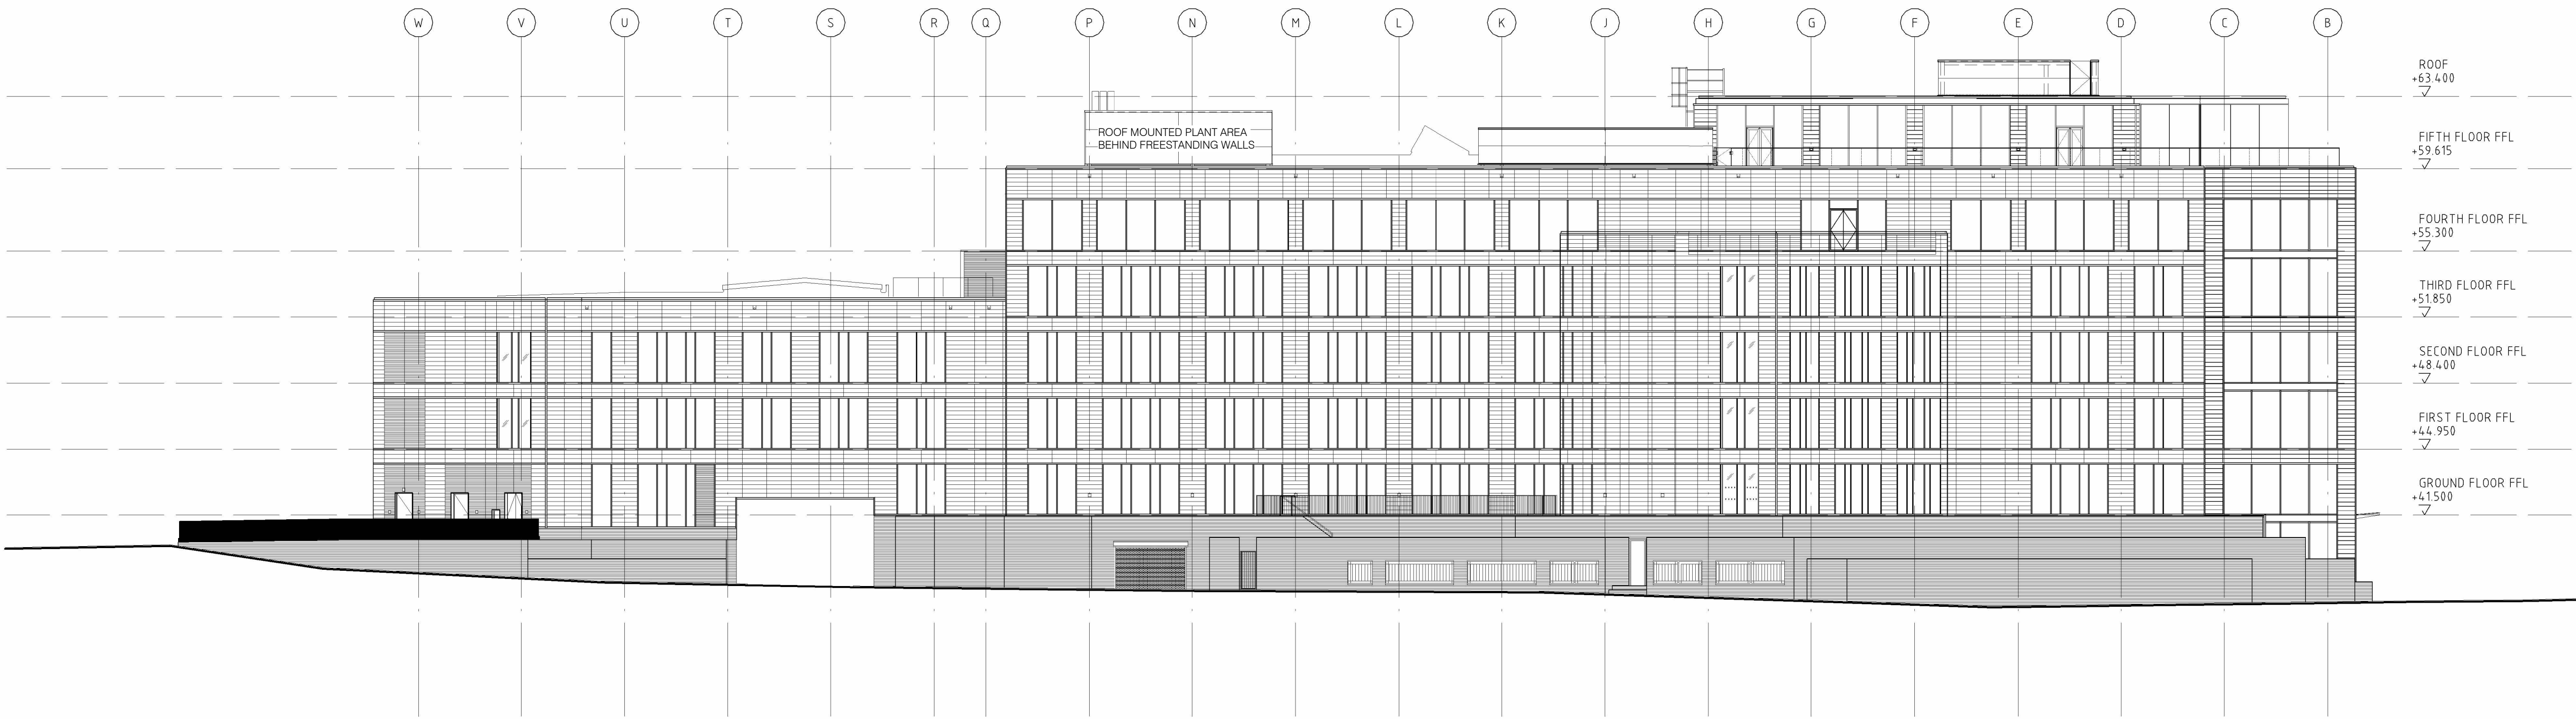 W V U T S R Q P N M L K J H G F E D C B
ROOF
+63.400
ROOF MOUNTED PLANT AREA
BEHIND FREESTANDING WALLS
FIFTH FLOOR FFL
+59.615
FOURTH FLOOR FFL
+55.300
THIRD FLOOR FFL
+51.850
SECOND FLOOR FFL
+48.400
FIRST FLOOR FFL
+44.950
GROUND FLOOR FFL
+41.500